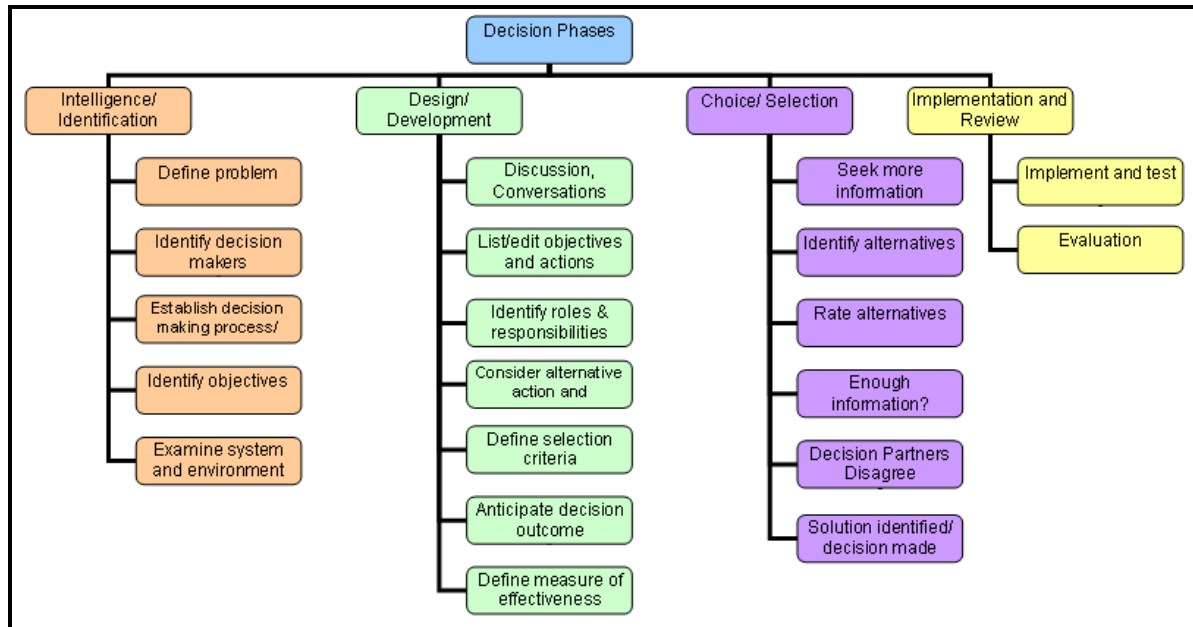 Decision Phases
Intelligence/
Identification
Define problem
Identify decision
makers
Establish decision
making process/
Identify objectives
Examine system
and environment
Design/
Development
Discussion,
Conversations
List/edit objectives
and actions
Identify roles &
responsibilities
Consider alternative
action and
Define selection
criteria
Anticipate decision
outcome
Define measure of
effectiveness
Choice/ Selection
Seek more
information
Identify alternatives
Rate alternatives
Enough
information?
Decision Partners
Disagree
Solution identified/
decision made
Implementation and
Review
Implement and test
Evaluation